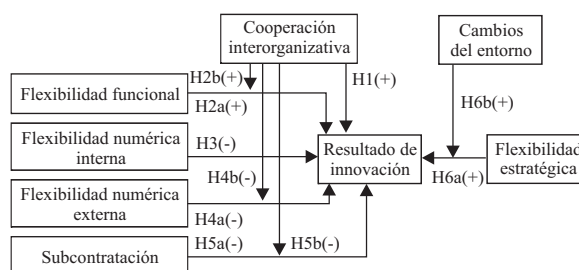 Cooperación
interorganizativa
Cambios
del entorno
H2b(+)
H1(+)
Flexibilidad funcional
H2a(+)
H6b(+)
Flexibilidad numérica
interna
H3(-)
Resultado de
innovación
Flexibilidad
estratégica
H4b(-)
H6a(+)
Flexibilidad numérica
externa
H4a(-)
H5a(-)
H5b(-)
Subcontratación